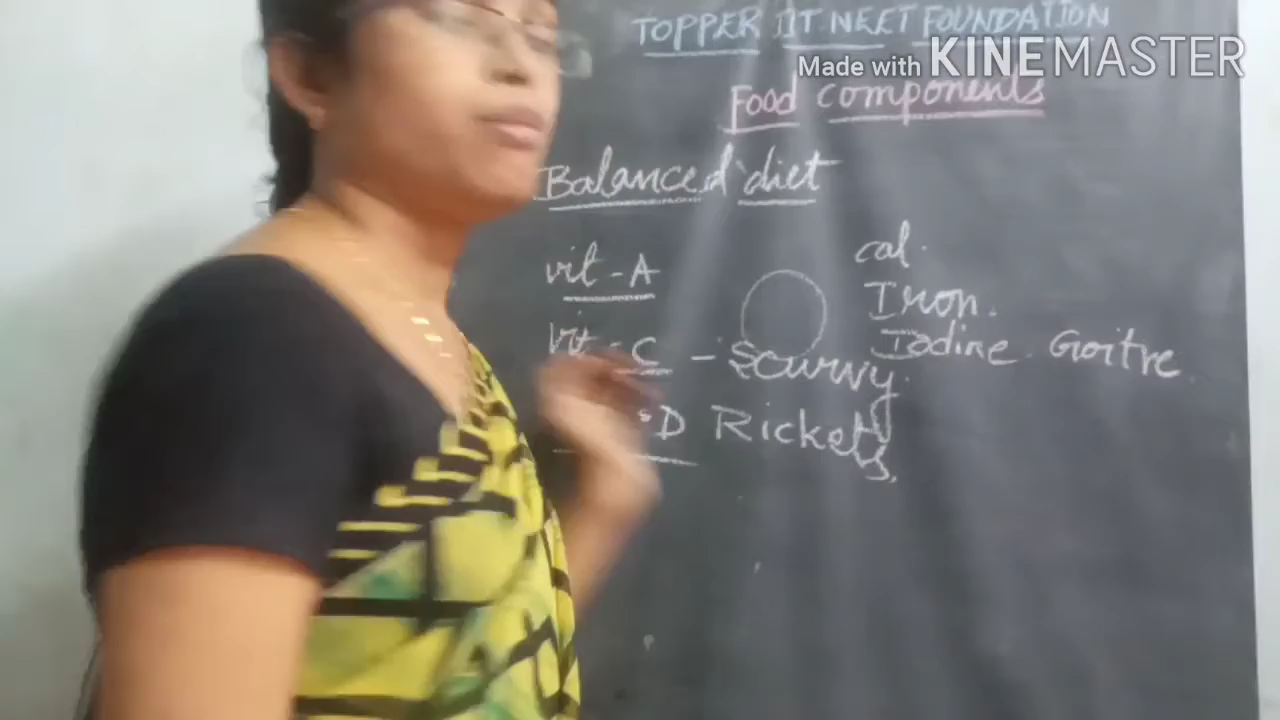 TOPPER IIT NEET FOUNDATION
Made with KINEMASTER
Food components
Balanced diet
vit - A
cal.
Iron.
Iodine Goitre
vit - C - Scurvy.
D Rickets.